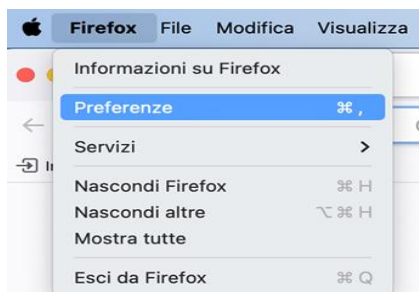 Firefox File Modifica Visualizza
Informazioni su Firefox
Preferenze ⌘ ,
Servizi >
Nascondi Firefox ⌘ H
Nascondi altre ⌥ ⌘ H
Mostra tutte
Esci da Firefox ⌘ Q